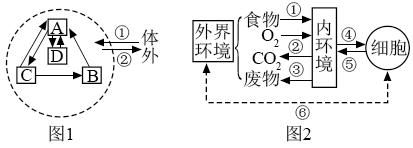 A
D
C
B
①
②
体
外
图1
外界
环境
食物
O₂
CO₂
废物
①
②
③
内
环
境
④
⑤
细胞
⑥
图2